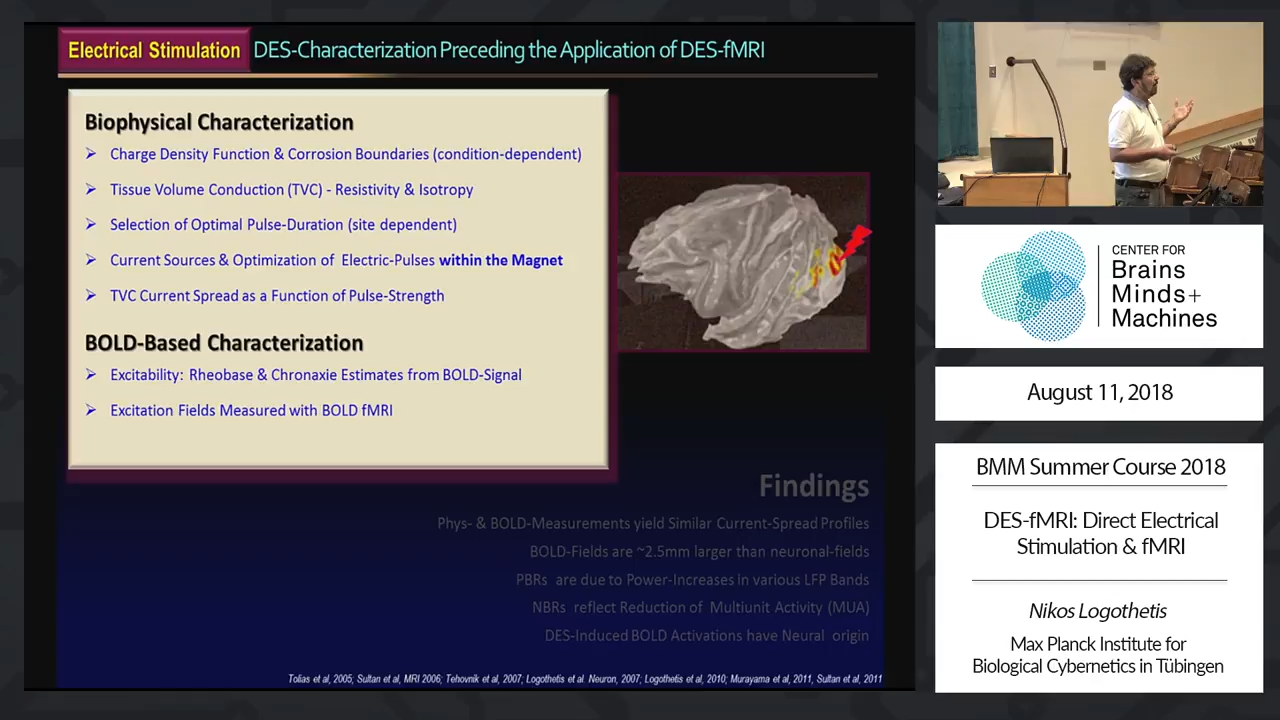 Electrical Stimulation DES-Characterization Preceding the Application of DES-fMRI
Biophysical Characterization
Charge Density Function & Corrosion Boundaries (condition-dependent)
Tissue Volume Conduction (TVC) - Resistivity & Isotropy
Selection of Optimal Pulse-Duration (site dependent)
Current Sources & Optimization of Electric-Pulses within the Magnet
TVC Current Spread as a Function of Pulse-Strength
BOLD-Based Characterization
Excitability: Rheobase & Chronaxie Estimates from BOLD-Signal
Excitation Fields Measured with BOLD fMRI
Findings
Phys- & BOLD-Measurements yield Similar Current-Spread Profiles
BOLD-Fields are ~2.5mm larger than neuronal-fields
PBRs are due to Power-Increases in various LFP Bands
NBRs reflect Reduction of Multiunit Activity (MUA)
DES-Induced BOLD Activations have Neural origin
Tolias et al, 2005; Sultan et al, MRI 2006; Tehovnik et al, 2007; Logothetis et al. Neuron, 2007; Logothetis et al, 2010; Murayama et al, 2011, Sultan et al, 2011
CENTER FOR
Brains
Minds+
Machines
August 11, 2018
BMM Summer Course 2018
DES-fMRI: Direct Electrical
Stimulation & fMRI
Nikos Logothetis
Max Planck Institute for
Biological Cybernetics in Tübingen